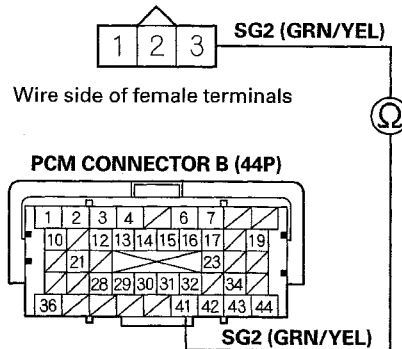 SG2 (GRN/YEL)
1 2 3
Wire side of female terminals
Ω
PCM CONNECTOR B (44P)
1 2 3 4 6 7
10 12 13 14 15 16 17 19
21 23
28 29 30 31 32 34
36 41 42 43 44
SG2 (GRN/YEL)